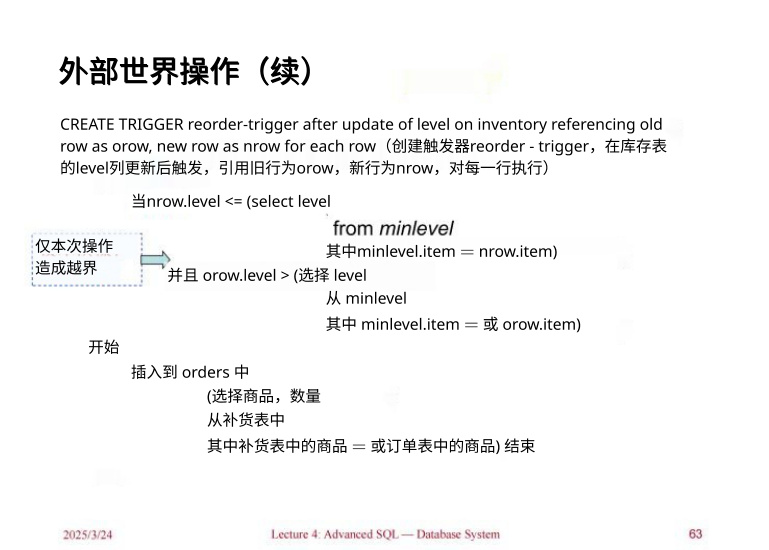 外部世界操作（续）
CREATE TRIGGER reorder-trigger after update of level on inventory referencing old
row as orow, new row as nrow for each row（创建触发器reorder - trigger，在库存表
的level列更新后触发，引用旧行为orow，新行为nrow，对每一行执行）
当nrow.level <= (select level
from minlevel
其中minlevel.item = nrow.item)
仅本次操作
造成越界
并且 orow.level > (选择 level
从 minlevel
其中 minlevel.item = 或 orow.item)
开始
插入到 orders 中
(选择商品，数量
从补货表中
其中补货表中的商品 = 或订单表中的商品) 结束
2025/3/24
Lecture 4: Advanced SQL — Database System
63